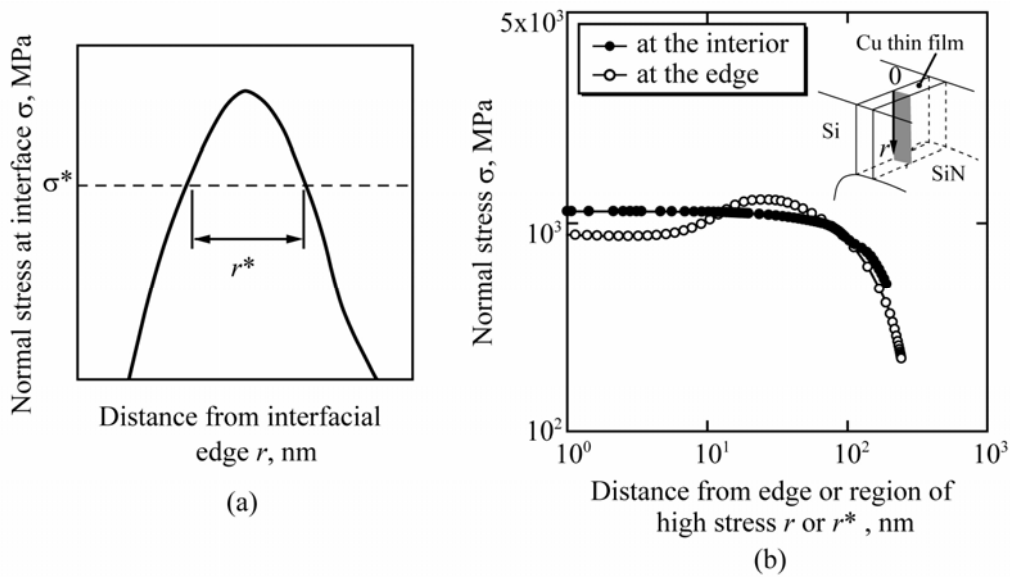 Normal stress at interface σ, MPa
σ*
r*
Distance from interfacial
edge r, nm
(a)
Normal stress σ, MPa
5x10³
10³
10²
at the interior
at the edge
Cu thin film
0
Si
r
SiN
10⁰
10¹
10²
10³
Distance from edge or region of
high stress r or r* , nm
(b)